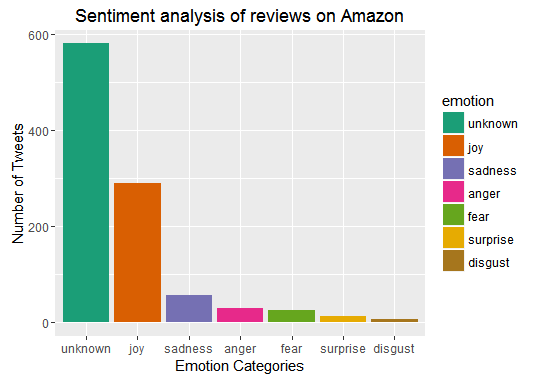 Sentiment analysis of reviews on Amazon
Number of Tweets
600
400
200
0
unknown joy sadness anger fear surprise disgust
Emotion Categories
emotion
unknown
joy
sadness
anger
fear
surprise
disgust